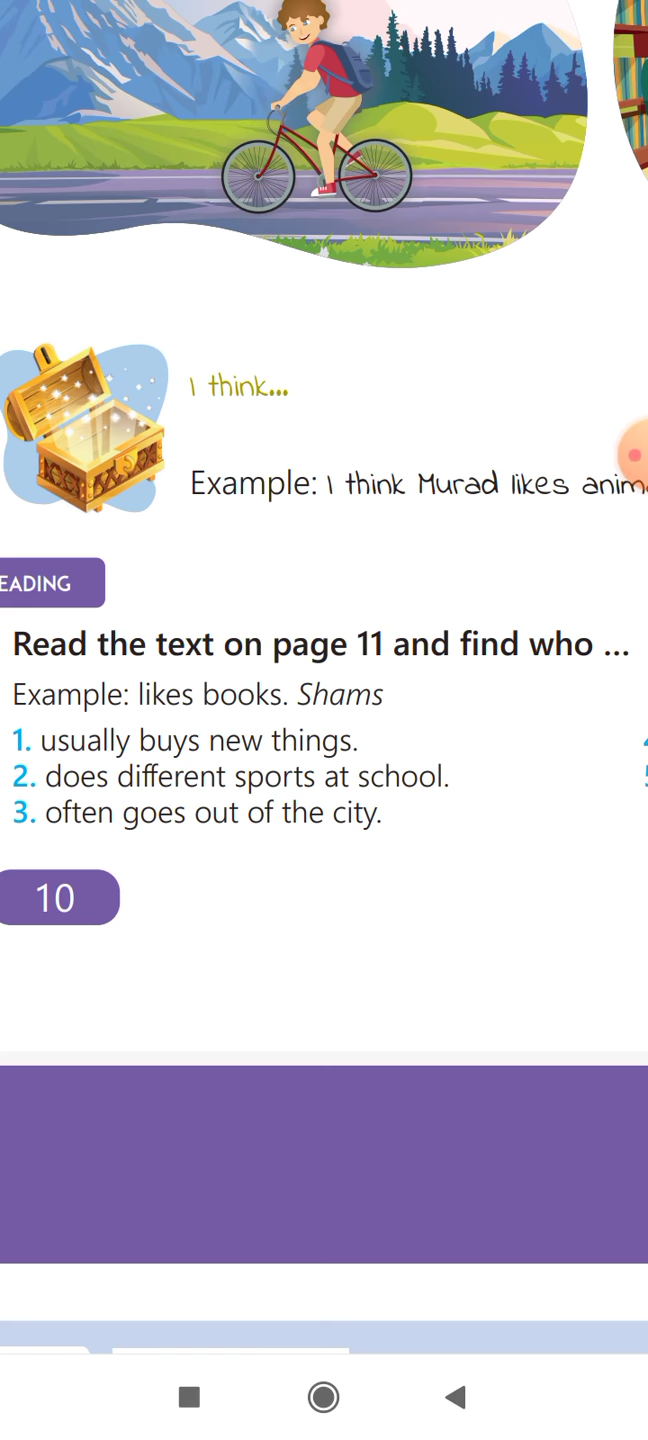 I think...
Example: I think Murad likes
EADING
Read the text on page 11 and find who ...
Example: likes books. Shams
1. usually buys new things.
2. does different sports at school.
3. often goes out of the city.
10